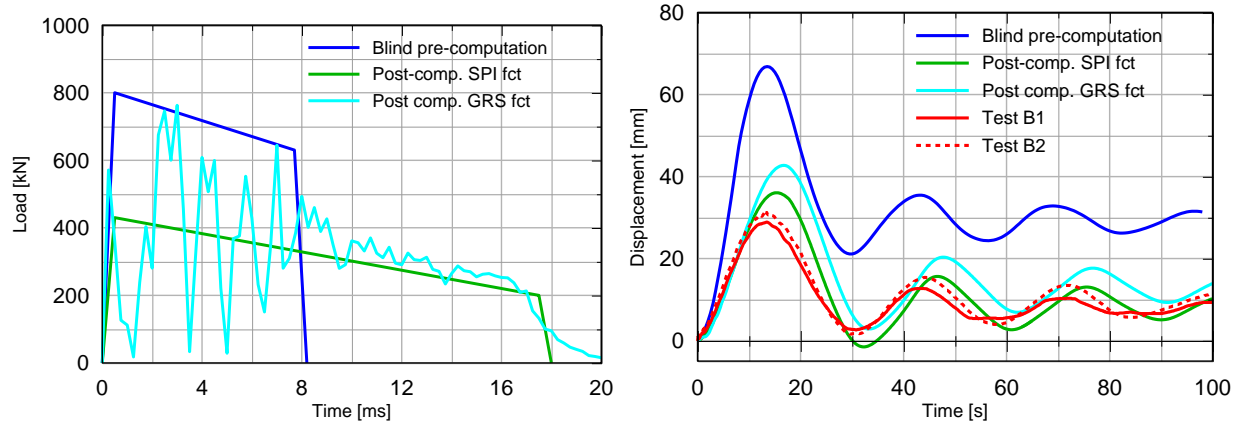 1000
800
600
400
200
0
Load [kN]
Blind pre-computation
Post-comp. SPI fct
Post comp. GRS fct
0 4 8 12 16 20
Time [ms]
80
60
40
20
0
Displacement [mm]
Blind pre-computation
Post-comp. SPI fct
Post comp. GRS fct
Test B1
Test B2
0 20 40 60 80 100
Time [s]